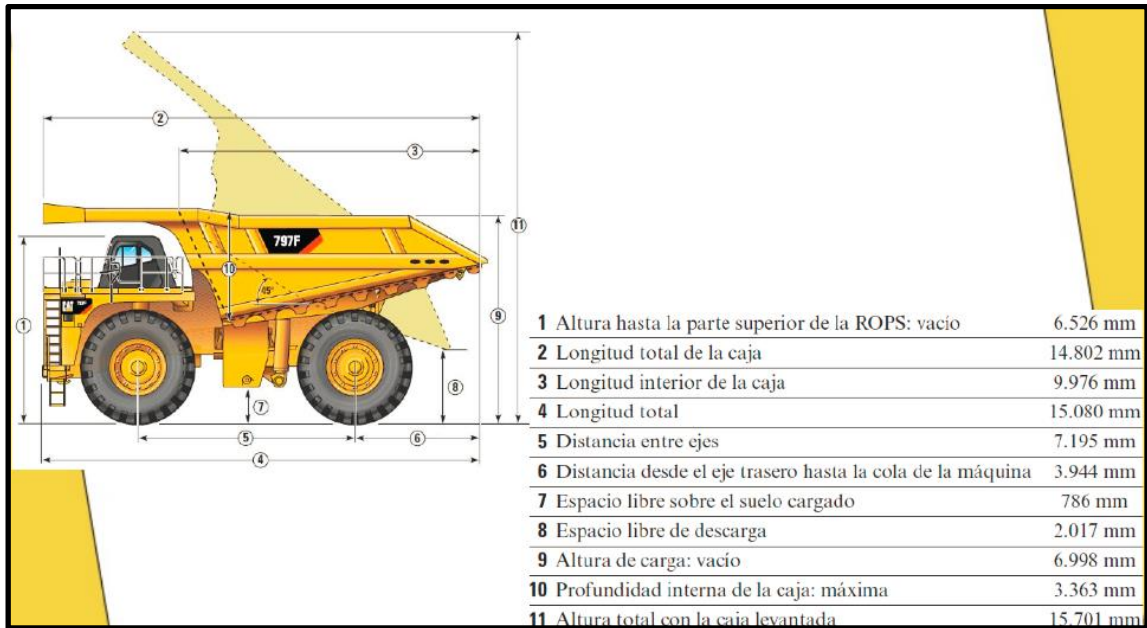 11
2
3
797F
10
45°
CAT
1
9
8
7
5
6
4
1 Altura hasta la parte superior de la ROPS: vacío 6.526 mm
2 Longitud total de la caja 14.802 mm
3 Longitud interior de la caja 9.976 mm
4 Longitud total 15.080 mm
5 Distancia entre ejes 7.195 mm
6 Distancia desde el eje trasero hasta la cola de la máquina 3.944 mm
7 Espacio libre sobre el suelo cargado 786 mm
8 Espacio libre de descarga 2.017 mm
9 Altura de carga: vacío 6.998 mm
10 Profundidad interna de la caja: máxima 3.363 mm
11 Altura total con la caja levantada 15.701 mm